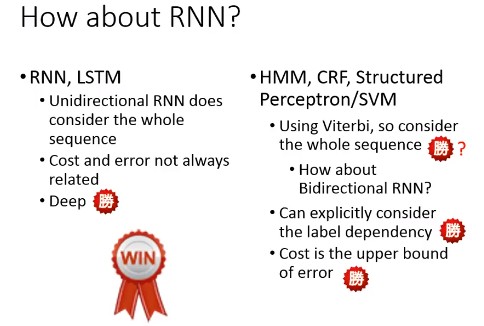 How about RNN?
• RNN, LSTM
• Unidirectional RNN does
consider the whole
sequence
• Cost and error not always
related
• Deep 勝
WIN
• HMM, CRF, Structured
Perceptron/SVM
• Using Viterbi, so consider
the whole sequence 勝 ?
• How about
Bidirectional RNN?
• Can explicitly consider
the label dependency 勝
• Cost is the upper bound
of error 勝